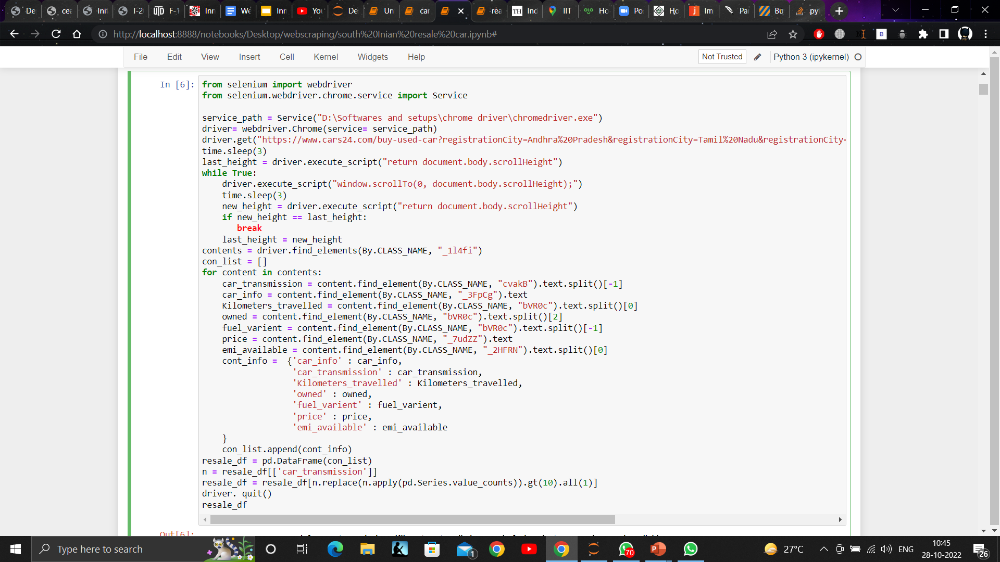 De
cea
Init
I-2(
F-1
Inn
We
Inn
You
De
Un
car
rea
Ind
IIT
Ho
Po
Ho
Im
Pai
Bu
py
http://localhost:8888/notebooks/Desktop/webscraping/south%20Inian%20resale%20car.ipynb#
File Edit View Insert Cell Kernel Widgets Help
Not Trusted
Python 3 (ipykernel)
In [6]:
from selenium import webdriver
from selenium.webdriver.chrome.service import Service
service_path = Service("D:\Softwares and setups\chrome driver\chromedriver.exe")
driver= webdriver.Chrome(service= service_path)
driver.get("https://www.cars24.com/buy-used-car?registrationCity=Andhra%20Pradesh&registrationCity=Tamil%20Nadu&registrationCity=
time.sleep(3)
last_height = driver.execute_script("return document.body.scrollHeight")
while True:
    driver.execute_script("window.scrollTo(0, document.body.scrollHeight);")
    time.sleep(3)
    new_height = driver.execute_script("return document.body.scrollHeight")
    if new_height == last_height:
       break
    last_height = new_height
contents = driver.find_elements(By.CLASS_NAME, "_1l4fi")
con_list = []
for content in contents:
    car_transmission = content.find_element(By.CLASS_NAME, "cvakB").text.split()[-1]
    car_info = content.find_element(By.CLASS_NAME, "_3FpCg").text
    Kilometers_travelled = content.find_element(By.CLASS_NAME, "bVR0c").text.split()[0]
    owned = content.find_element(By.CLASS_NAME, "bVR0c").text.split()[2]
    fuel_varient = content.find_element(By.CLASS_NAME, "bVR0c").text.split()[-1]
    price = content.find_element(By.CLASS_NAME, "_7udZZ").text
    emi_available = content.find_element(By.CLASS_NAME, "_2HFRN").text.split()[0]
    cont_info =  {'car_info' : car_info,
                  'car_transmission' : car_transmission,
                  'Kilometers_travelled' : Kilometers_travelled,
                  'owned' : owned,
                  'fuel_varient' : fuel_varient,
                  'price' : price,
                  'emi_available' : emi_available
    }
    con_list.append(cont_info)
resale_df = pd.DataFrame(con_list)
n = resale_df[['car_transmission']]
resale_df = resale_df[n.replace(n.apply(pd.Series.value_counts)).gt(10).all(1)]
driver. quit()
resale_df
Out[6]:
Type here to search
1
70
27°C
ENG
10:45
28-10-2022
26